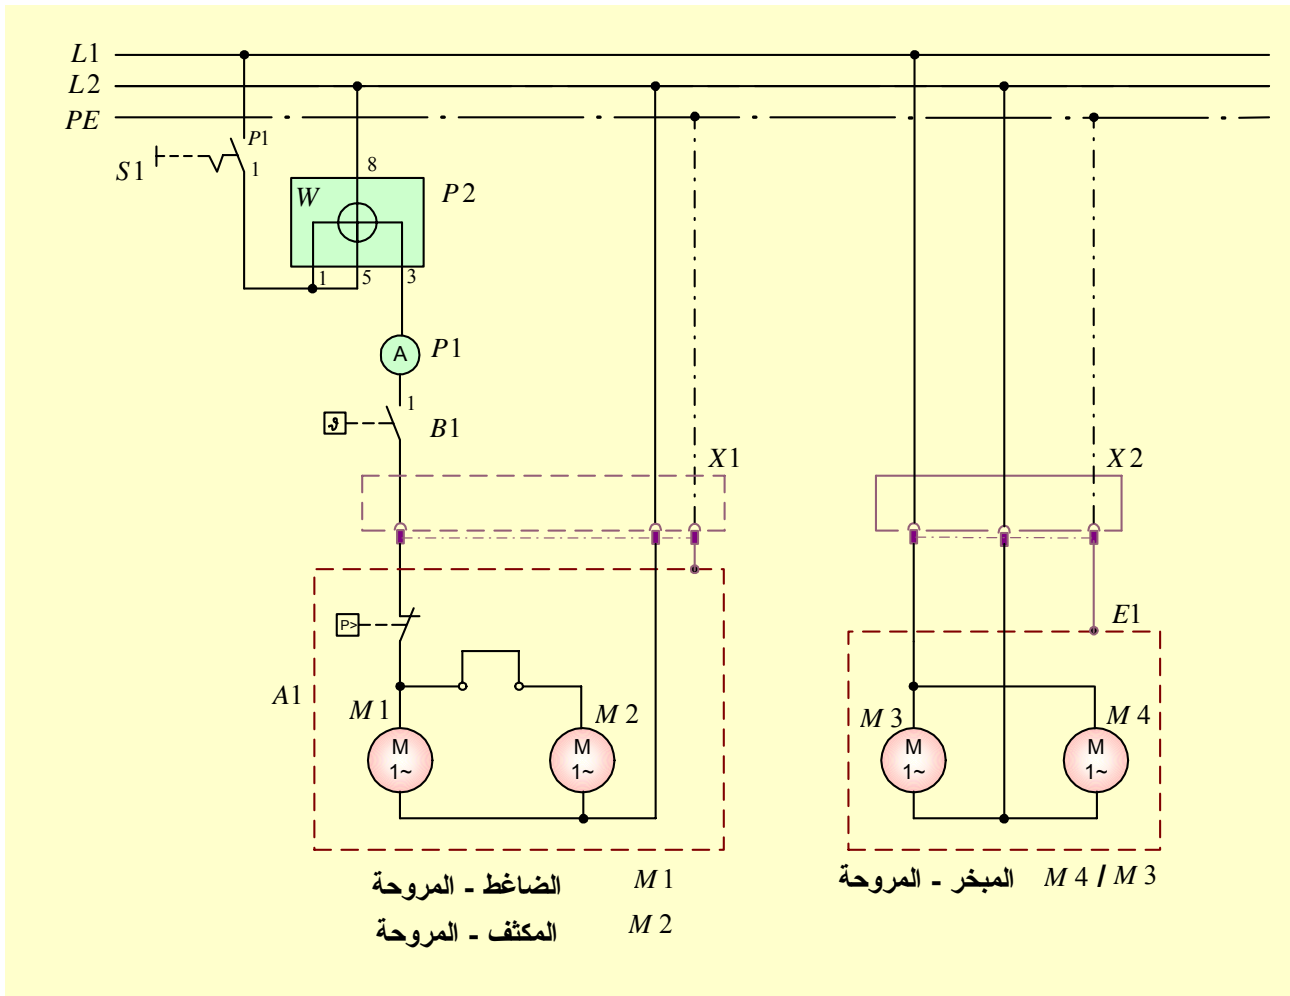 L1
L2
PE
P1
S1
1
8
W
P2
1 5 3
A
P1
1
ϑ
B1
X1
X2
P>
E1
A1
M1
M2
M3
M4
M
1~
M
1~
M
1~
M
1~
الضاغط - المروحة M1
المبخر - المروحة M4 / M3
المكثف - المروحة M2